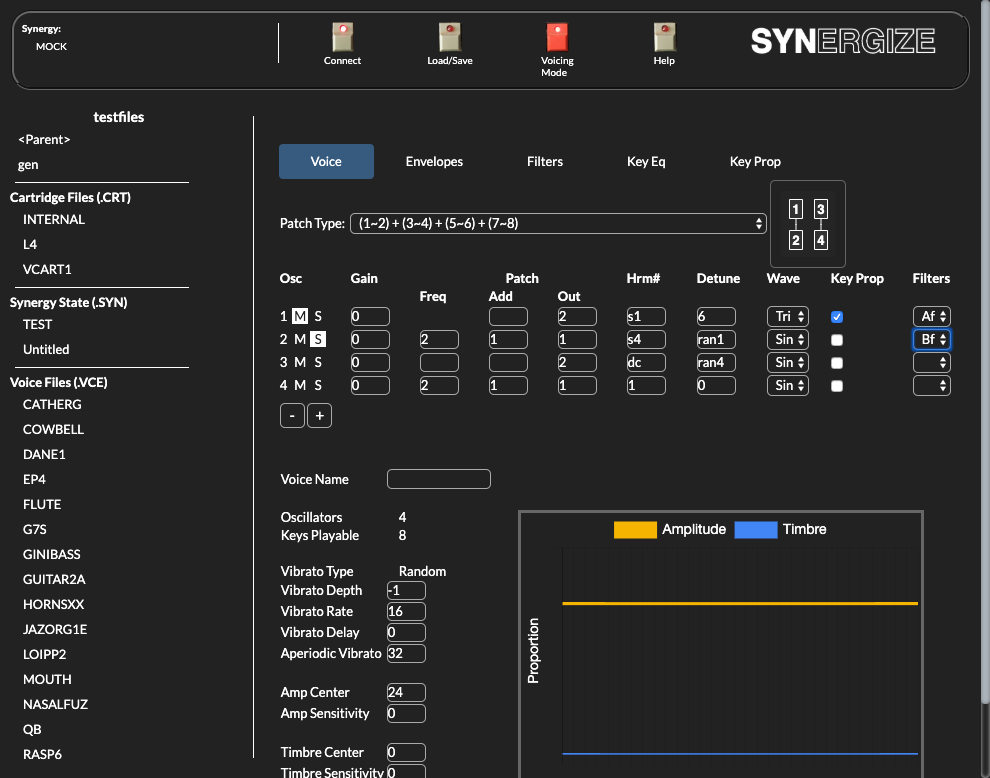 Synergy:
MOCK
Connect
Load/Save
Voicing
Mode
Help
SYNERGIZE
testfiles
<Parent>
gen
Cartridge Files (.CRT)
INTERNAL
L4
VCART1
Synergy State (.SYN)
TEST
Untitled
Voice Files (.VCE)
CATHERG
COWBELL
DANE1
EP4
FLUTE
G7S
GINIBASS
GUITAR2A
HORNSXX
JAZORG1E
LOIPP2
MOUTH
NASALFUZ
QB
RASP6
Voice Envelopes Filters Key Eq Key Prop
Patch Type: (1~2) + (3~4) + (5~6) + (7~8)
1 3
2 4
Osc Gain Patch Hrm# Detune Wave Key Prop Filters
Freq Add Out
1 M S 0 2 s1 6 Tri Af
2 M S 0 2 1 1 s4 ran1 Sin Bf
3 M S 0 2 dc ran4 Sin
4 M S 0 2 1 1 1 0 Sin
- +
Voice Name
Oscillators 4
Keys Playable 8
Vibrato Type Random
Vibrato Depth -1
Vibrato Rate 16
Vibrato Delay 0
Aperiodic Vibrato 32
Amp Center 24
Amp Sensitivity 0
Timbre Center 0
Timbre Sensitivity 0
Amplitude Timbre
Proportion